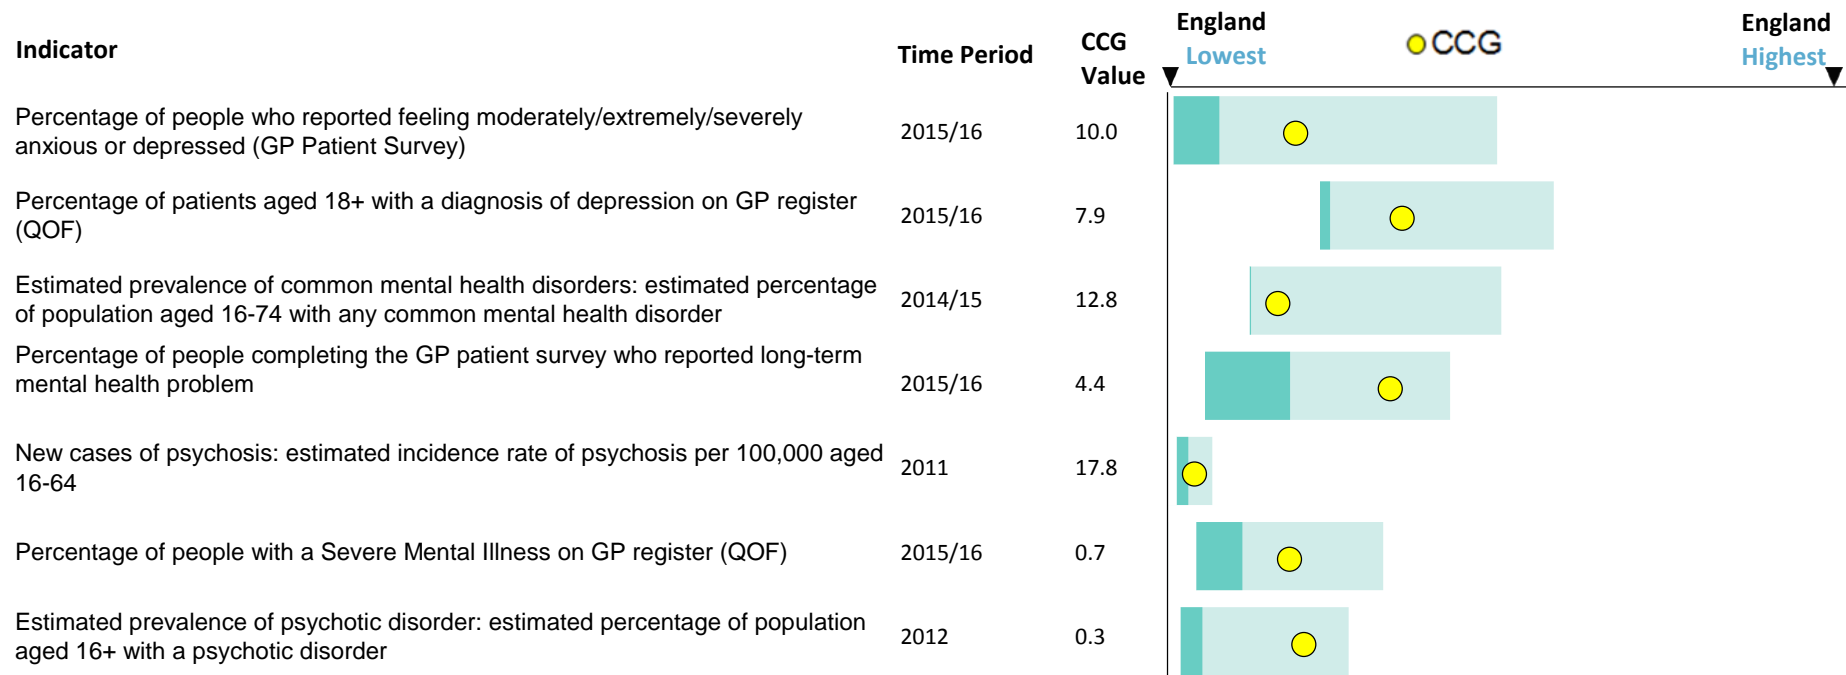 Indicator
Time Period
CCG
Value
England
Lowest
CCG
England
Highest
Percentage of people who reported feeling moderately/extremely/severely
anxious or depressed (GP Patient Survey)
2015/16
10.0
Percentage of patients aged 18+ with a diagnosis of depression on GP register
(QOF)
2015/16
7.9
Estimated prevalence of common mental health disorders: estimated percentage
of population aged 16-74 with any common mental health disorder
2014/15
12.8
Percentage of people completing the GP patient survey who reported long-term
mental health problem
2015/16
4.4
New cases of psychosis: estimated incidence rate of psychosis per 100,000 aged
16-64
2011
17.8
Percentage of people with a Severe Mental Illness on GP register (QOF)
2015/16
0.7
Estimated prevalence of psychotic disorder: estimated percentage of population
aged 16+ with a psychotic disorder
2012
0.3